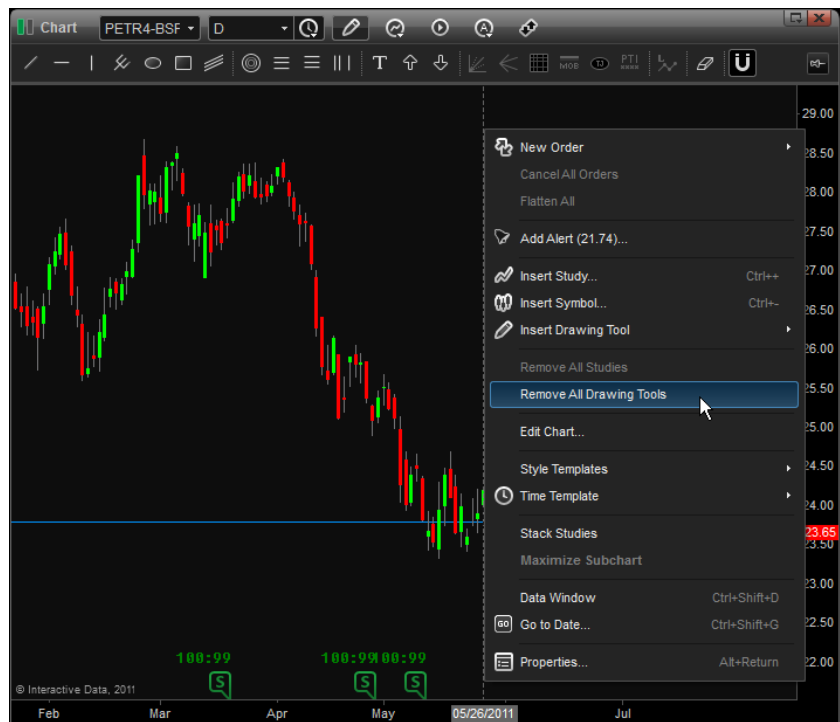 Chart PETR4-BSF D
T MOB TJ PTI L Ü
29.00
New Order
28.50
Cancel All Orders
28.00
Flatten All
27.50
Add Alert (21.74)...
27.00
Insert Study... Ctrl++
Insert Symbol... Ctrl+-
26.50
Insert Drawing Tool
26.00
Remove All Studies
25.50
Remove All Drawing Tools
25.00
Edit Chart...
24.50
Style Templates
Time Template
24.00
Stack Studies
23.65
23.50
Maximize Subchart
23.00
Data Window Ctrl+Shift+D
GO Go to Date... Ctrl+Shift+G
22.50
100:99 100:99 100:99
Properties... Alt+Return
22.00
S S S
© Interactive Data, 2011
Feb Mar Apr May 05/26/2011 Jul